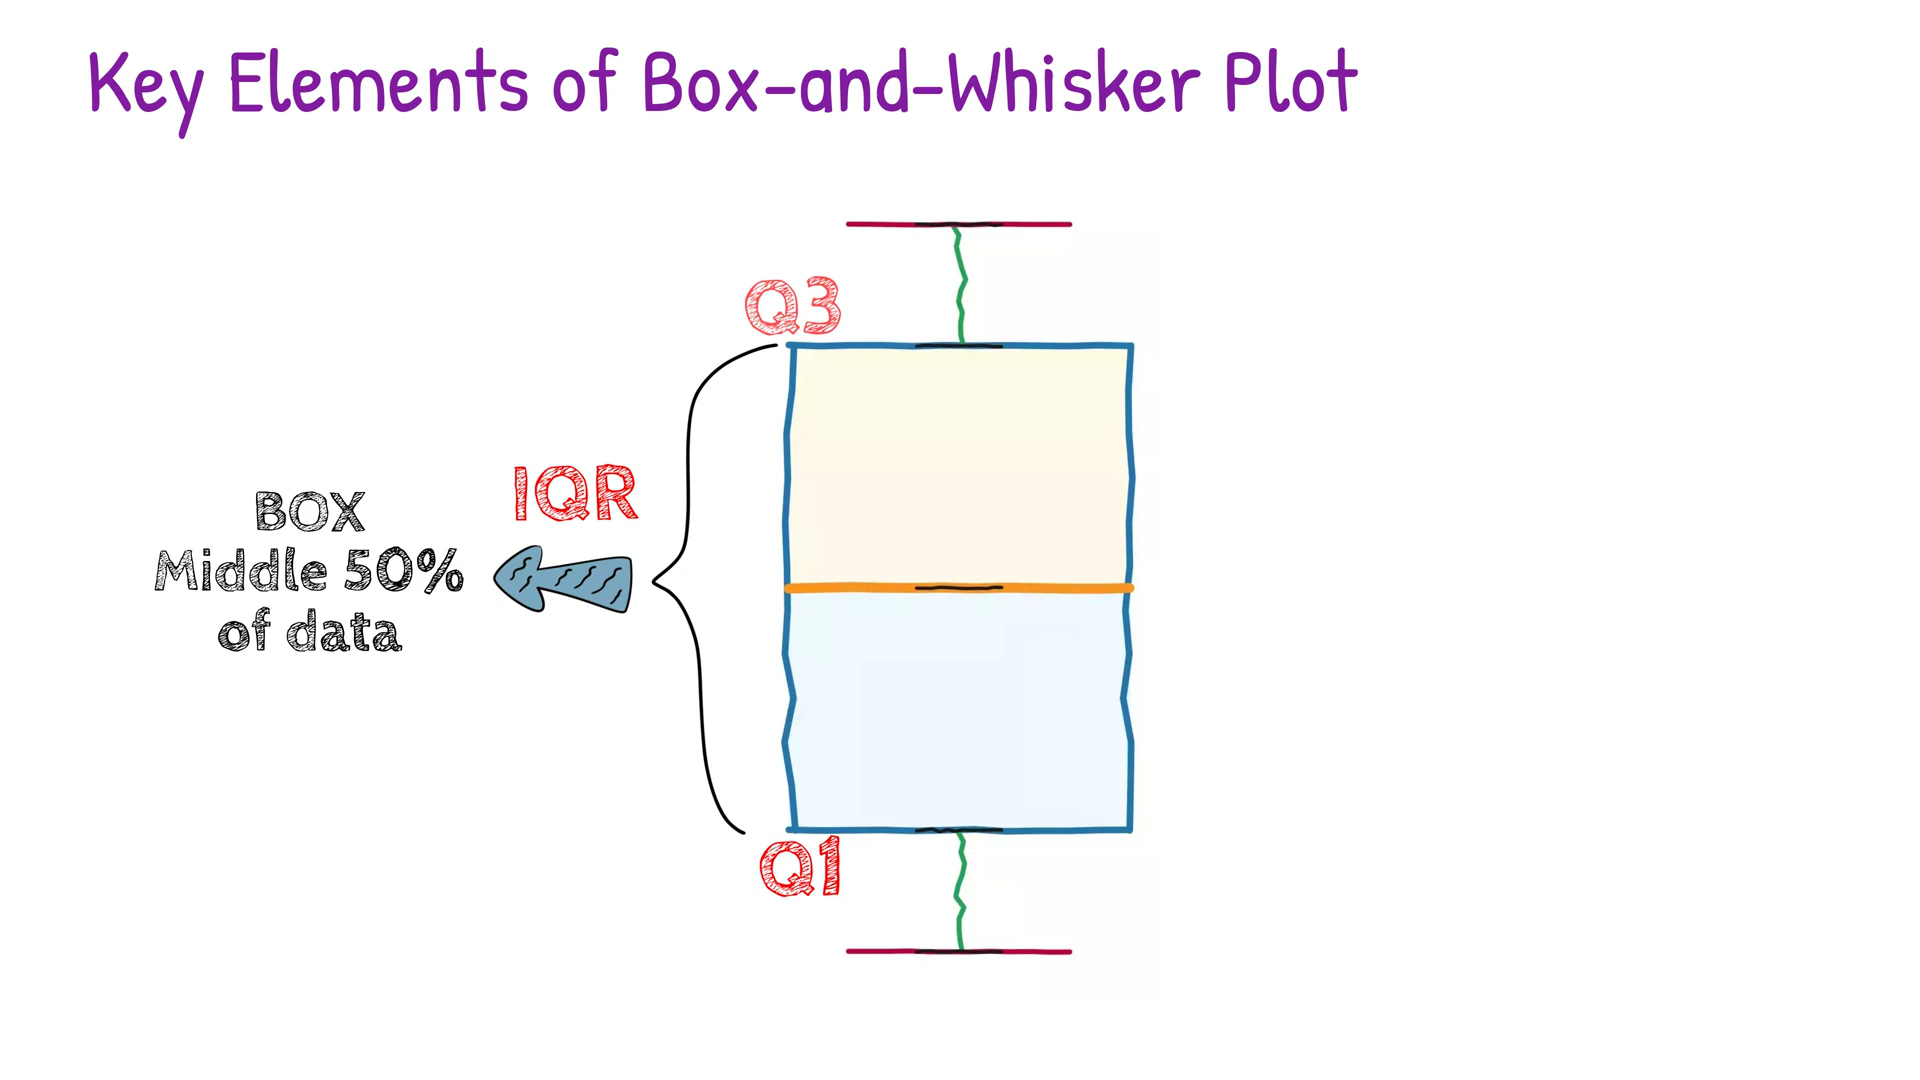 Key Elements of Box-and-Whisker Plot
Q3
IQR
BOX
Middle 50%
of data
Q1